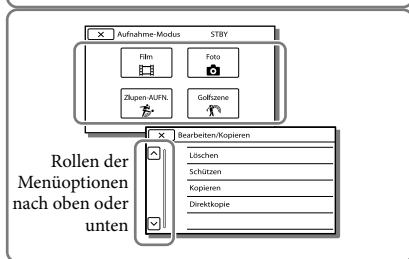 × Aufnahme-Modus STBY
Film Foto
Zlupen-AUFN. Golfszene
× Bearbeiten/Kopieren
Löschen
Schützen
Kopieren
Direktkopie
Rollen der
Menüoptionen
nach oben oder
unten